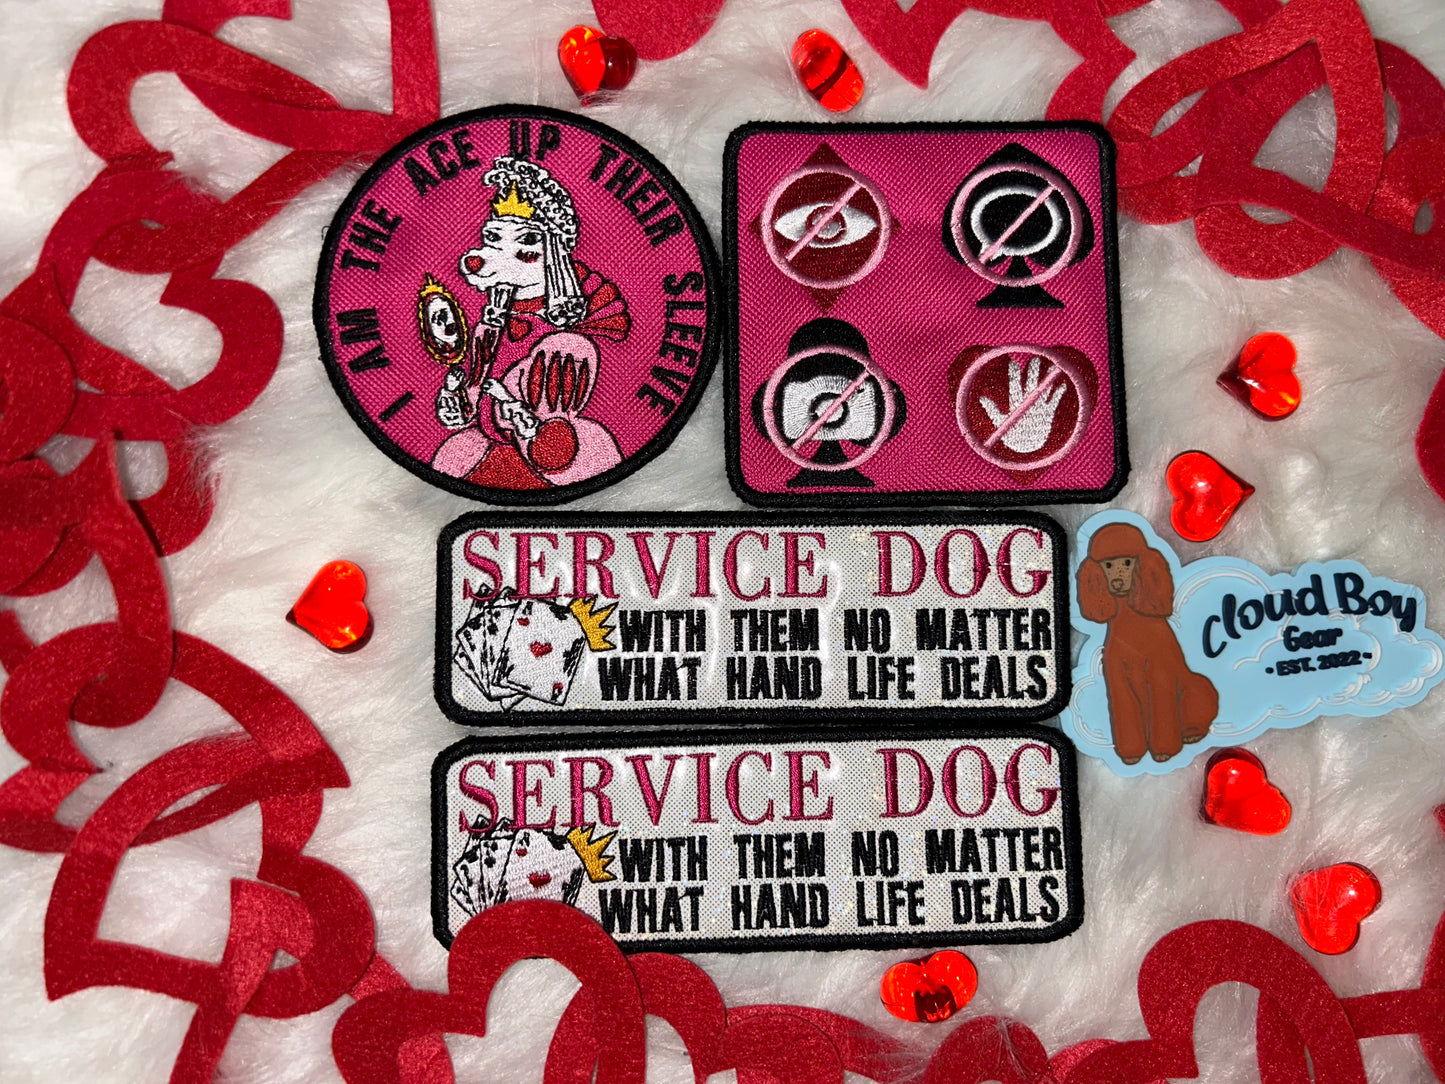 I AM THE ACE UP THEIR SLEEVE
SERVICE DOG
WITH THEM NO MATTER
WHAT HAND LIFE DEALS
Cloud Boy
Gear
•EST. 2022•
SERVICE DOG
WITH THEM NO MATTER
WHAT HAND LIFE DEALS